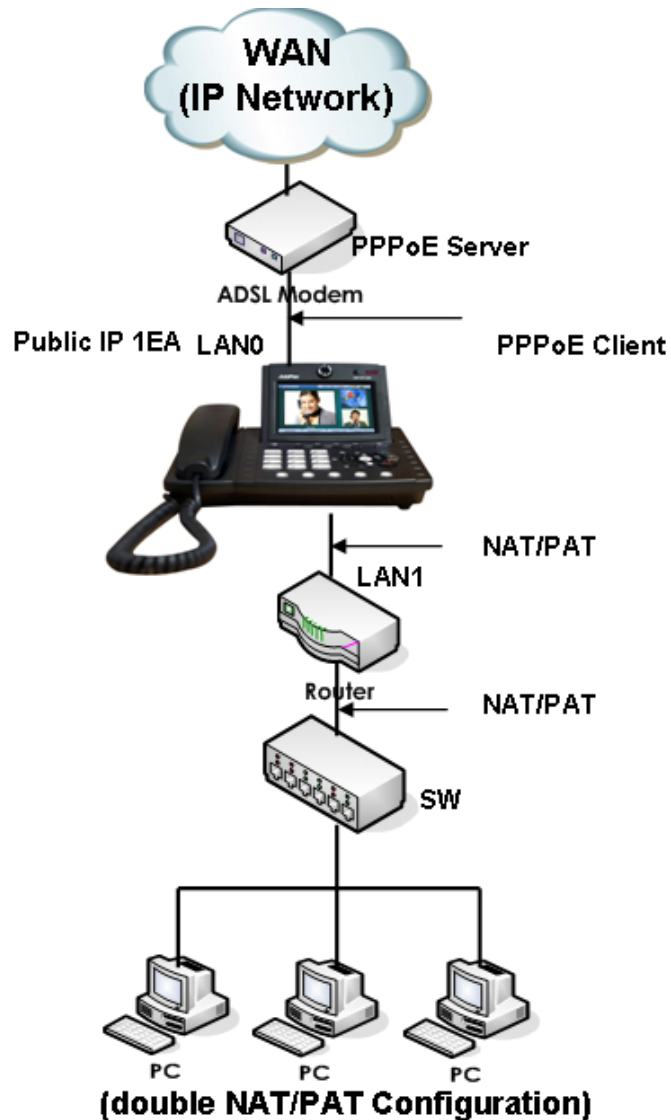 WAN
(IP Network)
PPPoE Server
ADSL Modem
Public IP 1EA
LAN0
PPPoE Client
NAT/PAT
LAN1
Router
NAT/PAT
SW
PC
PC
PC
(double NAT/PAT Configuration)